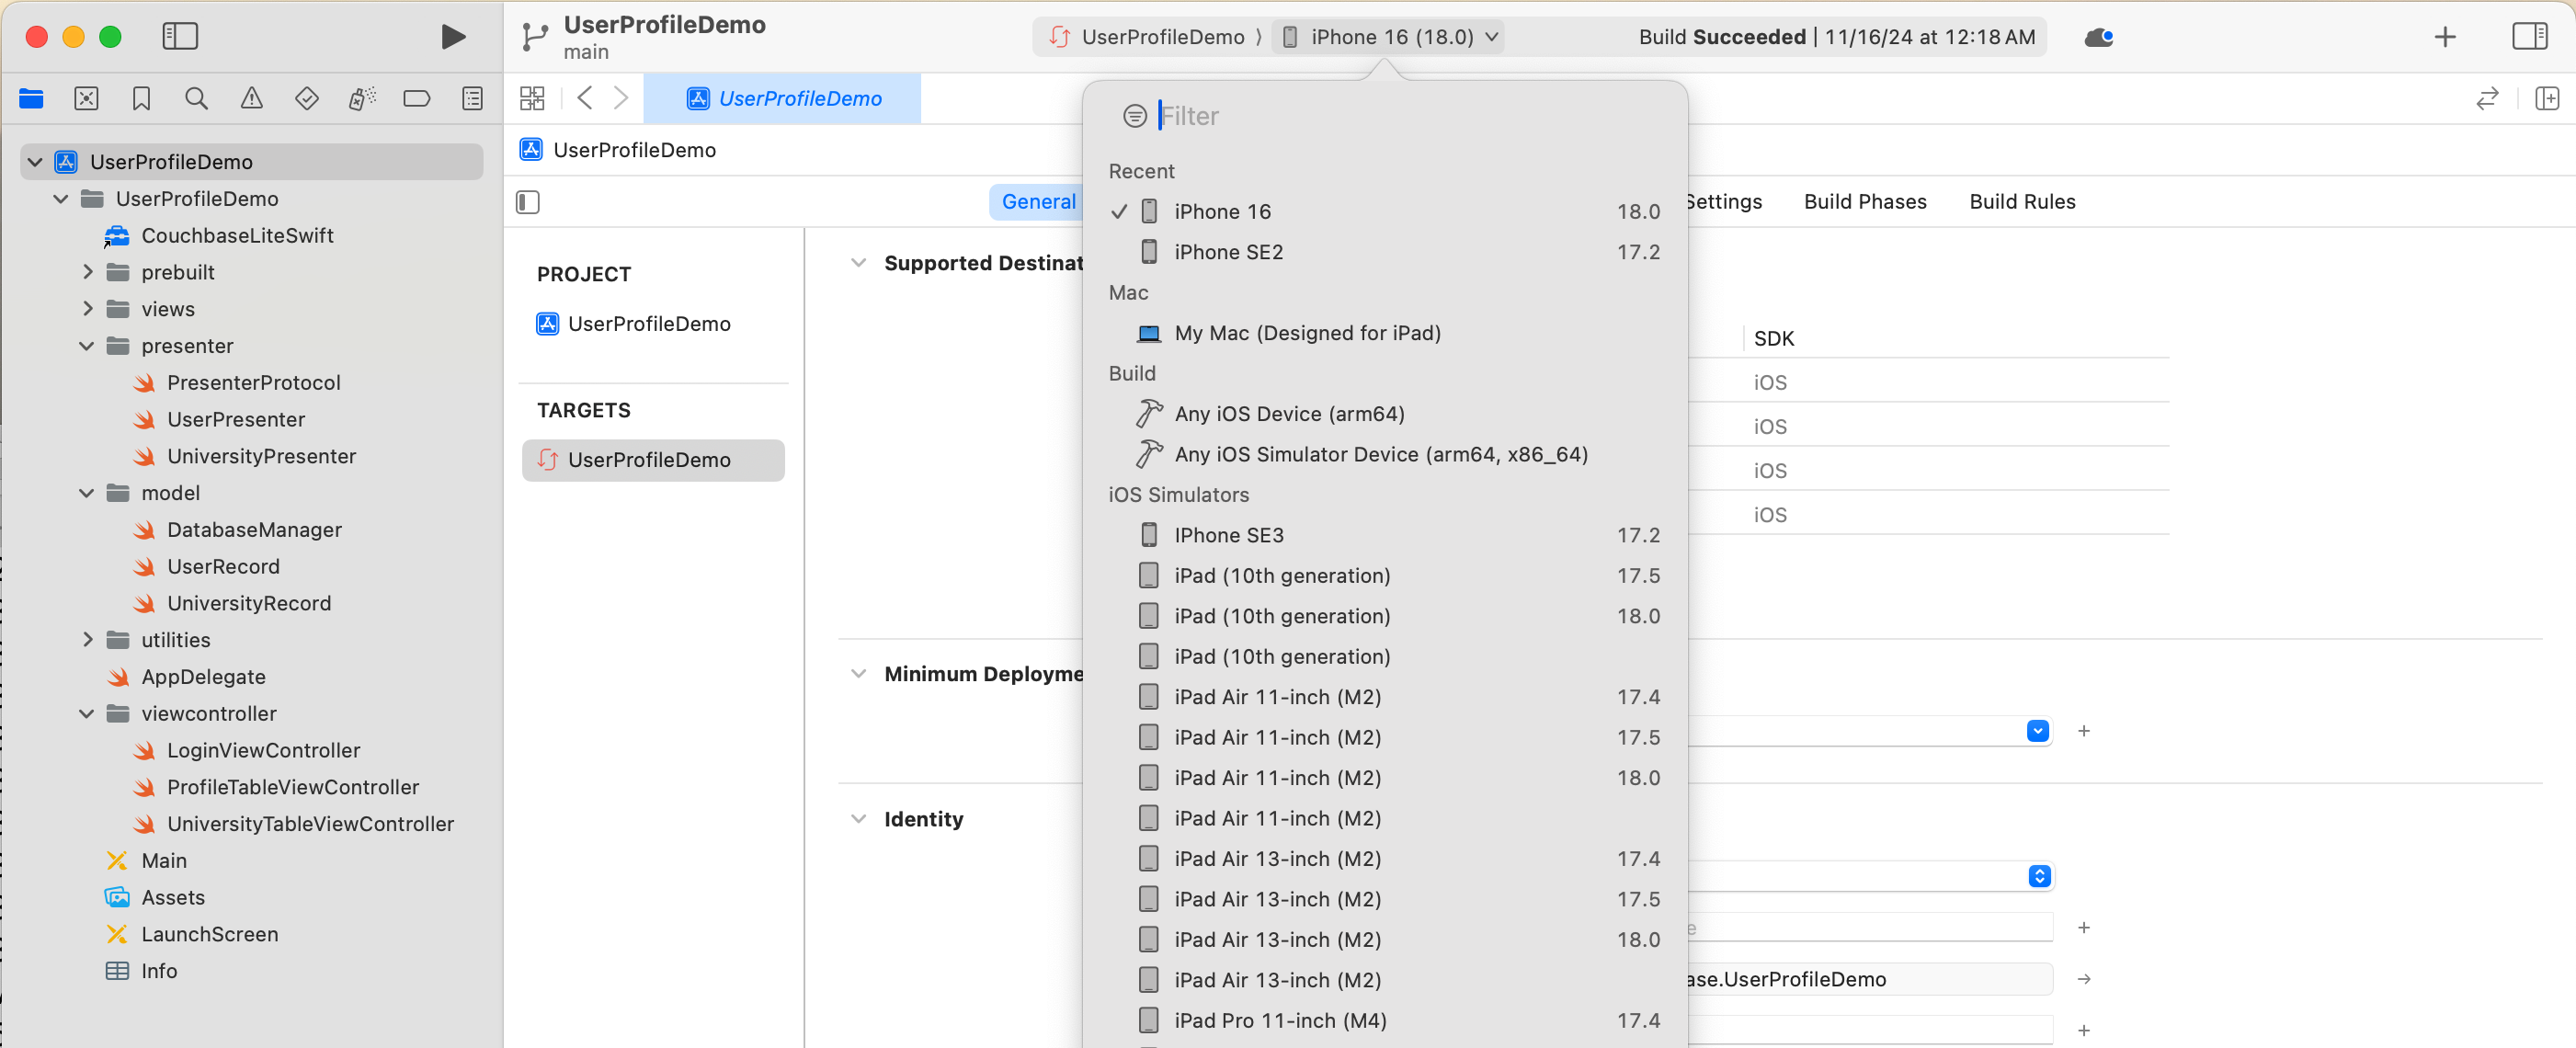 UserProfileDemo
main
UserProfileDemo
iPhone 16 (18.0)
Build Succeeded | 11/16/24 at 12:18 AM
UserProfileDemo
UserProfileDemo
UserProfileDemo
CouchbaseLiteSwift
prebuilt
views
presenter
PresenterProtocol
UserPresenter
UniversityPresenter
model
DatabaseManager
UserRecord
UniversityRecord
utilities
AppDelegate
viewcontroller
LoginViewController
ProfileTableViewController
UniversityTableViewController
Main
Assets
LaunchScreen
Info
UserProfileDemo
General
Settings
Build Phases
Build Rules
PROJECT
UserProfileDemo
TARGETS
UserProfileDemo
Supported Destinat
SDK
iOS
iOS
iOS
iOS
Minimum Deployme
Identity
ase.UserProfileDemo
Filter
Recent
iPhone 16 18.0
iPhone SE2 17.2
Mac
My Mac (Designed for iPad)
Build
Any iOS Device (arm64)
Any iOS Simulator Device (arm64, x86_64)
iOS Simulators
IPhone SE3 17.2
iPad (10th generation) 17.5
iPad (10th generation) 18.0
iPad (10th generation)
iPad Air 11-inch (M2) 17.4
iPad Air 11-inch (M2) 17.5
iPad Air 11-inch (M2) 18.0
iPad Air 11-inch (M2)
iPad Air 13-inch (M2) 17.4
iPad Air 13-inch (M2) 17.5
iPad Air 13-inch (M2) 18.0
iPad Air 13-inch (M2)
iPad Pro 11-inch (M4) 17.4